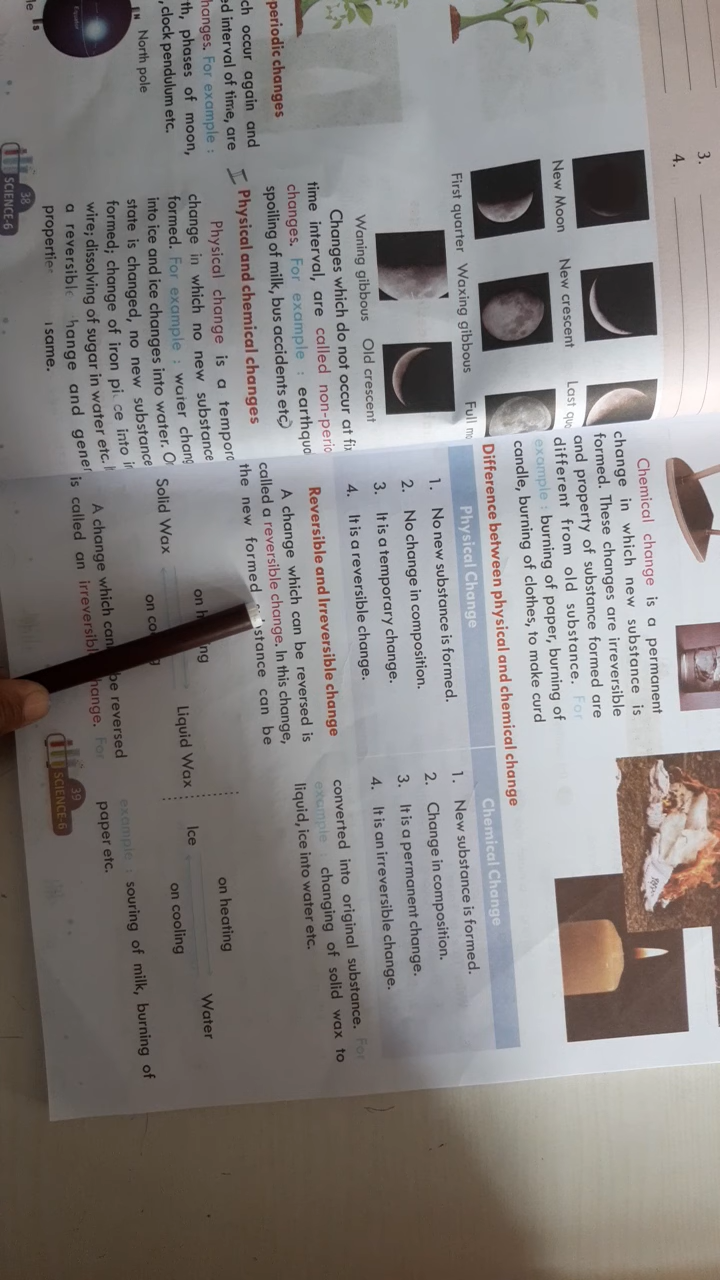 3.
4.
periodic changes
ch occur again and
ed interval of time, are
hanges. For example :
th, phases of moon,
, clock pendulum etc.
North pole
Equator
New Moon New crescent Last qu
First quarter Waxing gibbous Full mo
Waning gibbous Old crescent
Changes which do not occur at fi
time interval, are called non-perio
changes. For example : earthqua
spoiling of milk, bus accidents etc.
Physical and chemical changes
Physical change is a tempora
change in which no new substance
formed. For example : water chang
into ice and ice changes into water. O
state is changed, no new substance
formed; change of iron into
wire; dissolving of sugar in water etc.
a hange and gener
same.
38
SCIENCE-6
Chemical change is a permanent
change in which new substance is
formed. These changes are irreversible
and property of substance formed are
different from old substance. For
example : burning of paper, burning of
candle, burning of clothes, to make curd
Difference between physical and chemical change
Physical Change Chemical Change
1. No new substance is formed. 1. New substance is formed.
2. No change in composition. 2. Change in composition.
3. It is a temporary change. 3. It is a permanent change.
4. It is a reversible change. 4. It is an irreversible change.
Reversible and Irreversible change
A change which can be reversed is
called a reversible change. In this change,
the new formed stance can be
converted into original substance. For
example : changing of solid wax to
liquid, ice into water etc.
on heating
Solid Wax Liquid Wax
on cooling
on heating
Ice Water
on cooling
A change which can be reversed
is called an irreversibl hange. For
example : souring of milk, burning of
paper etc.
39
SCIENCE-6